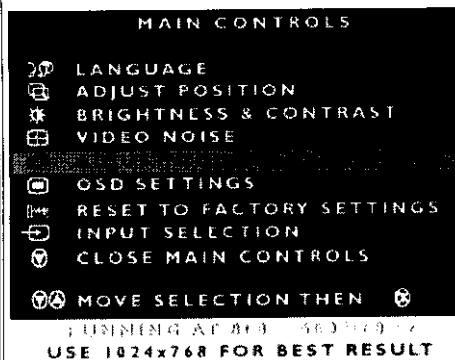 MAIN CONTROLS
LANGUAGE
ADJUST POSITION
BRIGHTNESS & CONTRAST
VIDEO NOISE
OSD SETTINGS
RESET TO FACTORY SETTINGS
INPUT SELECTION
CLOSE MAIN CONTROLS
MOVE SELECTION THEN
USE 1024x768 FOR BEST RESULT